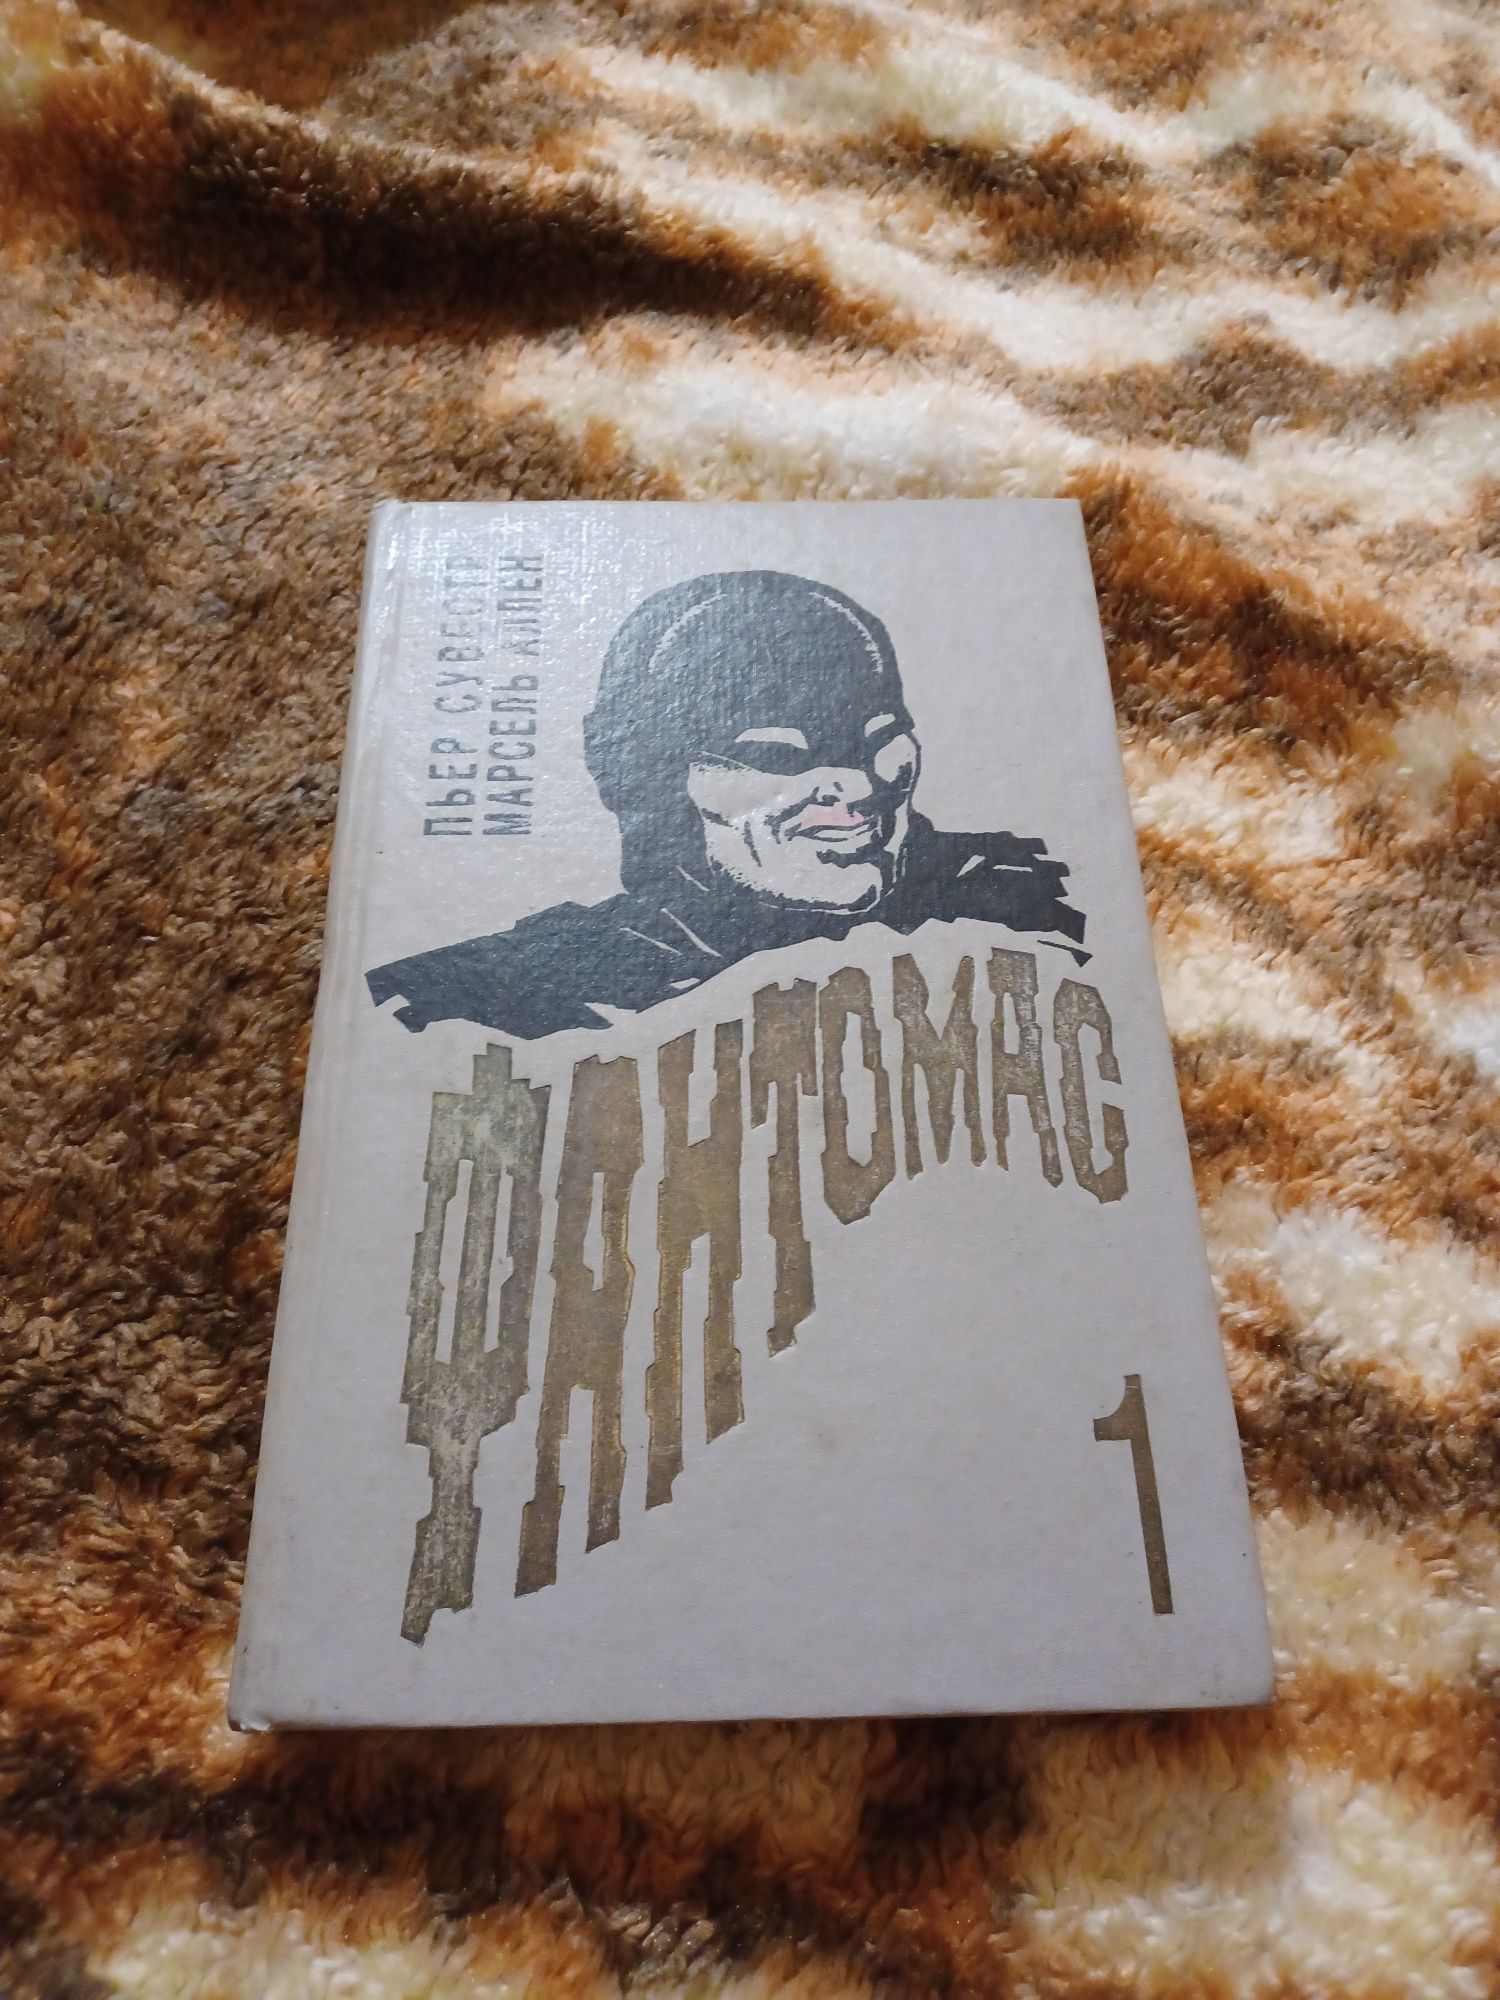 ПЬЕР СУВЕСТР
МАРСЕЛЬ АЛЛЕН
ФАНТОМАС
1